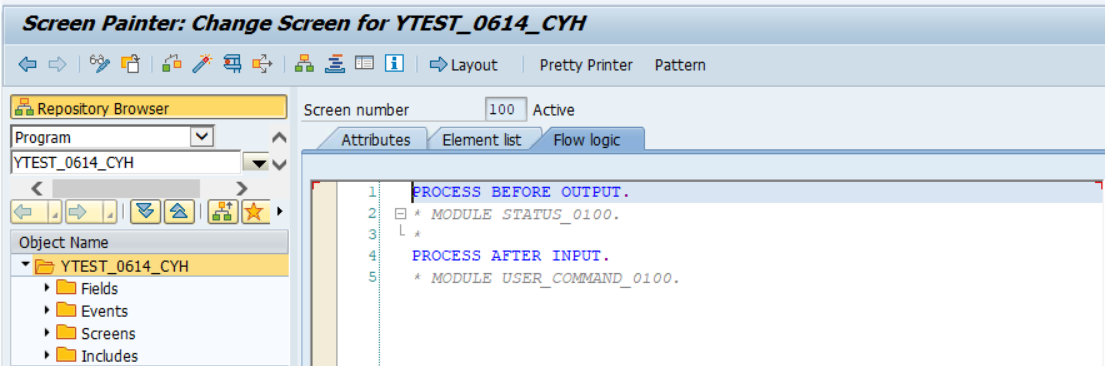 Screen Painter: Change Screen for YTEST_0614_CYH
Layout Pretty Printer Pattern
Repository Browser
Program
YTEST_0614_CYH
Object Name
YTEST_0614_CYH
Fields
Events
Screens
Includes
Screen number 100 Active
Attributes Element list Flow logic
1 PROCESS BEFORE OUTPUT.
2 * MODULE STATUS_0100.
3 *
4 PROCESS AFTER INPUT.
5 * MODULE USER_COMMAND_0100.